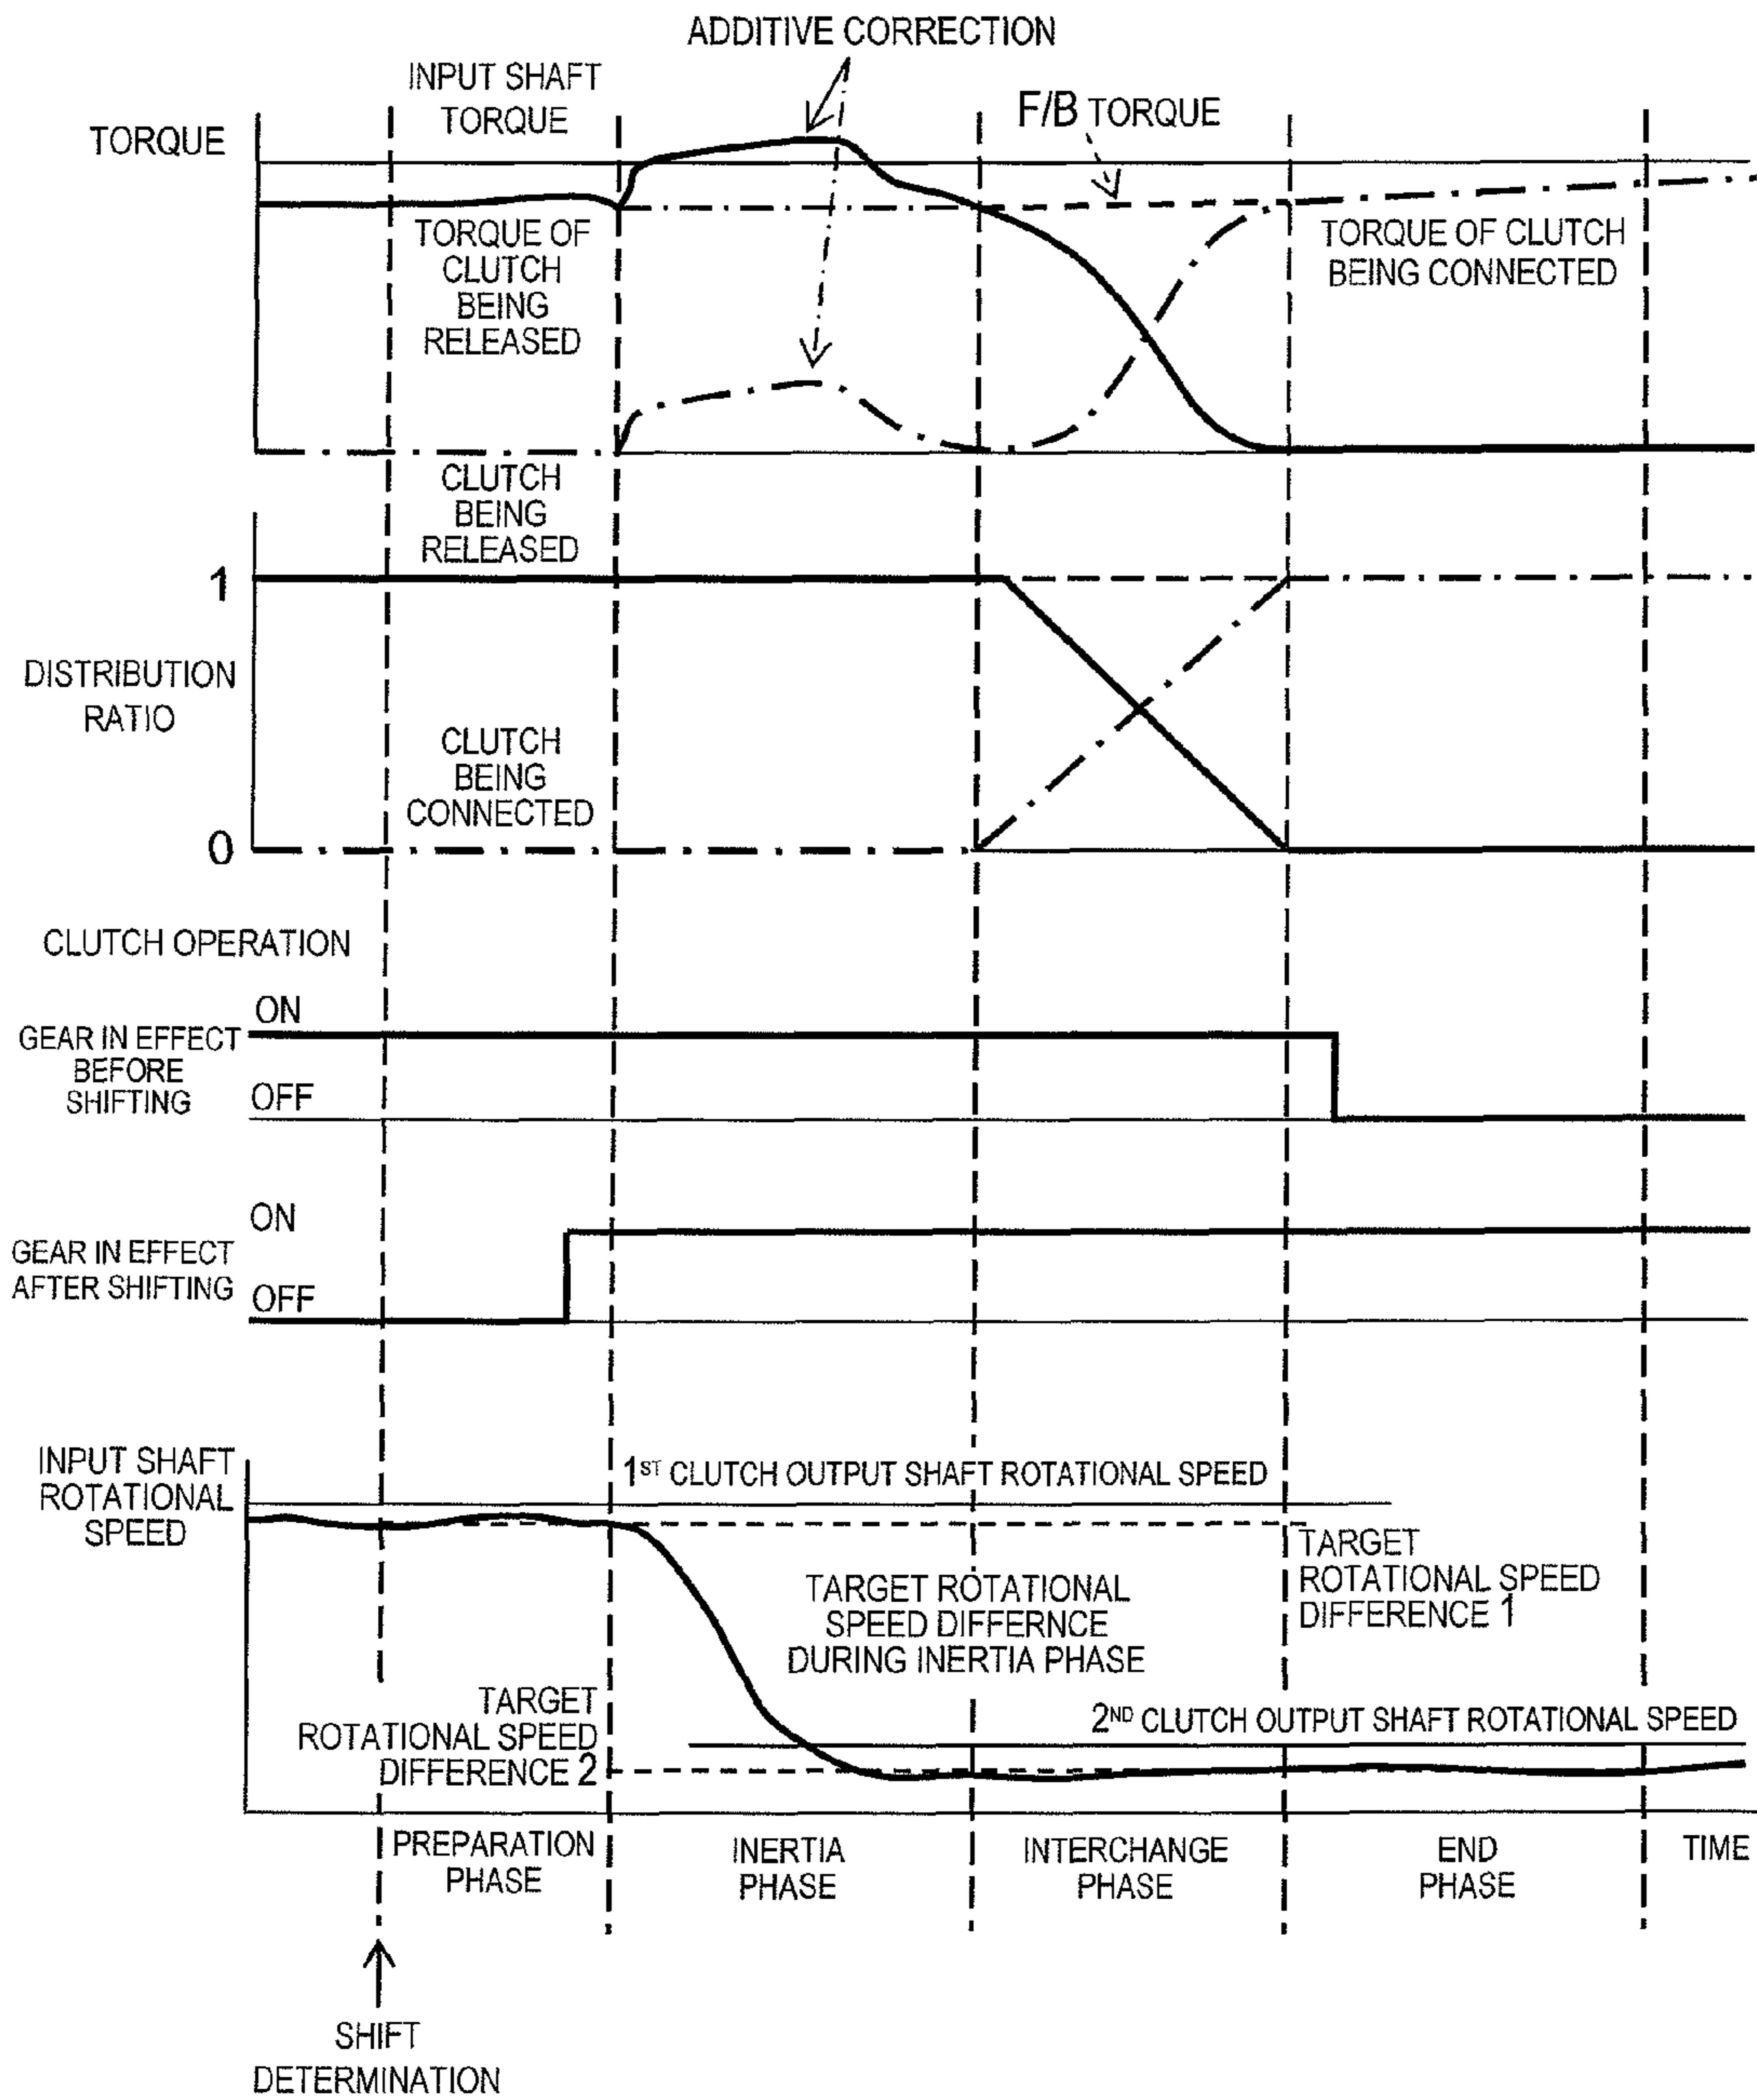 ADDITIVE CORRECTION
INPUT SHAFT
TORQUE
F/B TORQUE
TORQUE
TORQUE OF
CLUTCH
BEING
RELEASED
TORQUE OF CLUTCH
BEING CONNECTED
CLUTCH
BEING
RELEASED
1
DISTRIBUTION
RATIO
CLUTCH
BEING
CONNECTED
0
CLUTCH OPERATION
ON
GEAR IN EFFECT
BEFORE
SHIFTING
OFF
ON
GEAR IN EFFECT
AFTER SHIFTING
OFF
INPUT SHAFT
ROTATIONAL
SPEED
1ST CLUTCH OUTPUT SHAFT ROTATIONAL SPEED
TARGET
ROTATIONAL SPEED
DIFFERENCE 1
TARGET ROTATIONAL
SPEED DIFFERNCE
DURING INERTIA PHASE
TARGET
ROTATIONAL SPEED
DIFFERENCE 2
2ND CLUTCH OUTPUT SHAFT ROTATIONAL SPEED
PREPARATION
PHASE
INERTIA
PHASE
INTERCHANGE
PHASE
END
PHASE
TIME
SHIFT
DETERMINATION